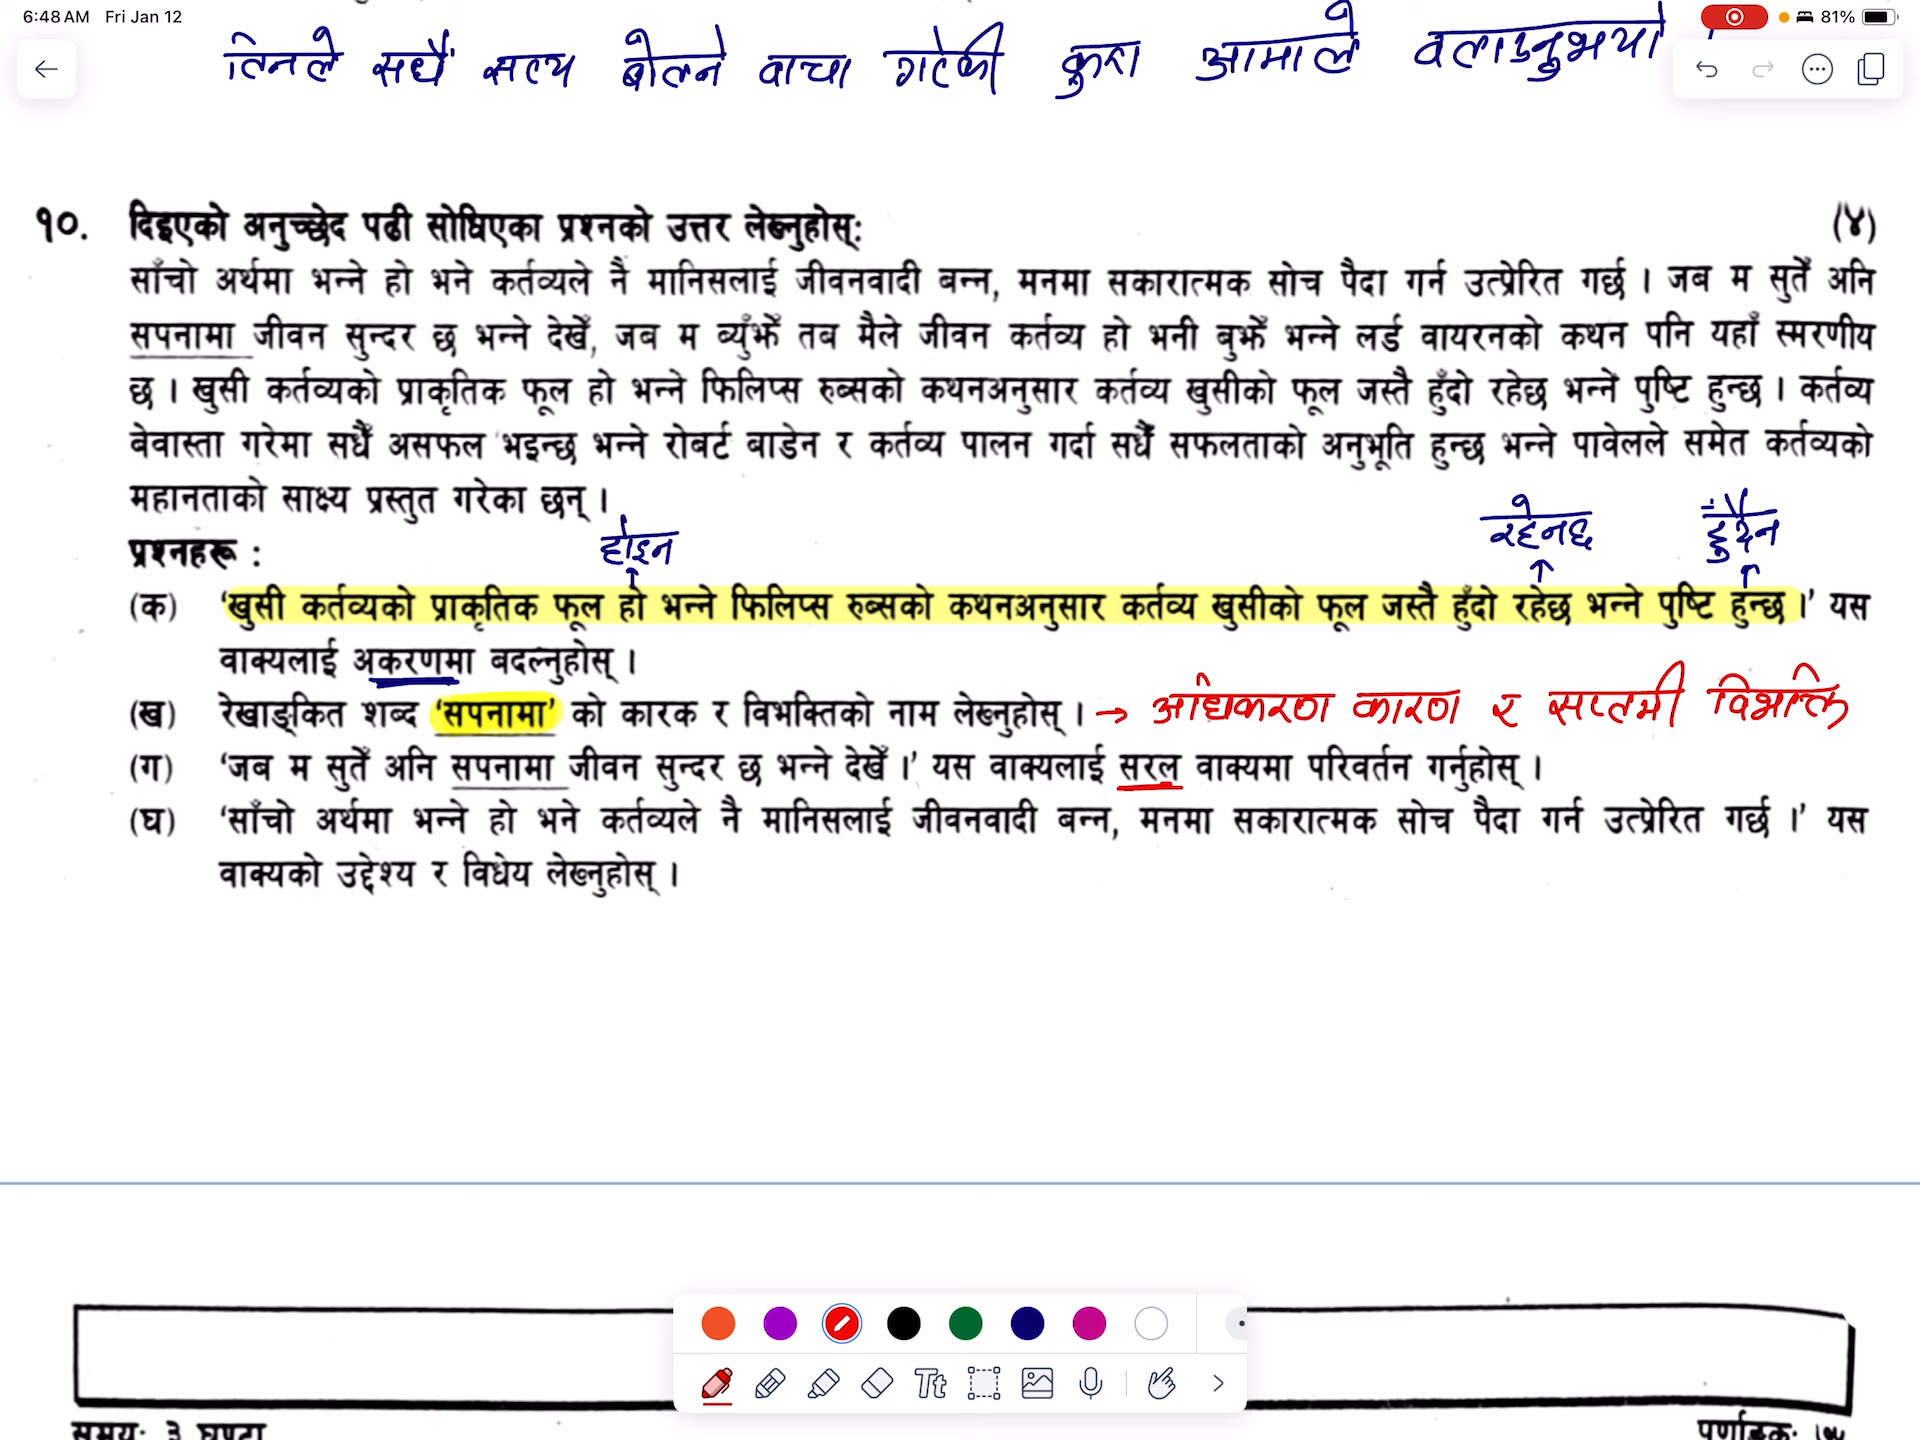 6:48 AM Fri Jan 12
81%
तिनले सधैं सत्य बोल्ने वाचा गरेकी कुरा आमाले बताउनुभयो ।
१०. दिइएको अनुच्छेद पढी सोधिएका प्रश्नको उत्तर लेख्नुहोस्: (४)
साँचो अर्थमा भन्ने हो भने कर्तव्यले नै मानिसलाई जीवनवादी बन्न, मनमा सकारात्मक सोच पैदा गर्न उत्प्रेरित गर्छ । जब म सुतेँ अनि
सपनामा जीवन सुन्दर छ भन्ने देखेँ, जब म ब्युँझेँ तब मैले जीवन कर्तव्य हो भनी बुझेँ भन्ने लर्ड वायरनको कथन पनि यहाँ स्मरणीय
छ । खुसी कर्तव्यको प्राकृतिक फूल हो भन्ने फिलिप्स रुब्सको कथनअनुसार कर्तव्य खुसीको फूल जस्तै हुँदो रहेछ भन्ने पुष्टि हुन्छ । कर्तव्य
बेवास्ता गरेमा सधैँ असफल भइन्छ भन्ने रोबर्ट बाडेन र कर्तव्य पालन गर्दा सधैँ सफलताको अनुभूति हुन्छ भन्ने पावेलले समेत कर्तव्यको
महानताको साक्ष्य प्रस्तुत गरेका छन् ।
प्रश्नहरू :
होइन रहेनछ हुँदैन
(क) ‘खुसी कर्तव्यको प्राकृतिक फूल हो भन्ने फिलिप्स रुब्सको कथनअनुसार कर्तव्य खुसीको फूल जस्तै हुँदो रहेछ भन्ने पुष्टि हुन्छ ।’ यस
वाक्यलाई अकरणमा बदल्नुहोस् ।
(ख) रेखाङ्कित शब्द ‘सपनामा’ को कारक र विभक्तिको नाम लेख्नुहोस् । → अधिकरण कारण र सप्तमी विभक्ति
(ग) ‘जब म सुतेँ अनि सपनामा जीवन सुन्दर छ भन्ने देखेँ ।’ यस वाक्यलाई सरल वाक्यमा परिवर्तन गर्नुहोस् ।
(घ) ‘साँचो अर्थमा भन्ने हो भने कर्तव्यले नै मानिसलाई जीवनवादी बन्न, मनमा सकारात्मक सोच पैदा गर्न उत्प्रेरित गर्छ ।’ यस
वाक्यको उद्देश्य र विधेय लेख्नुहोस् ।
Tt
समय: ३ घण्टा पूर्णाङ्क: